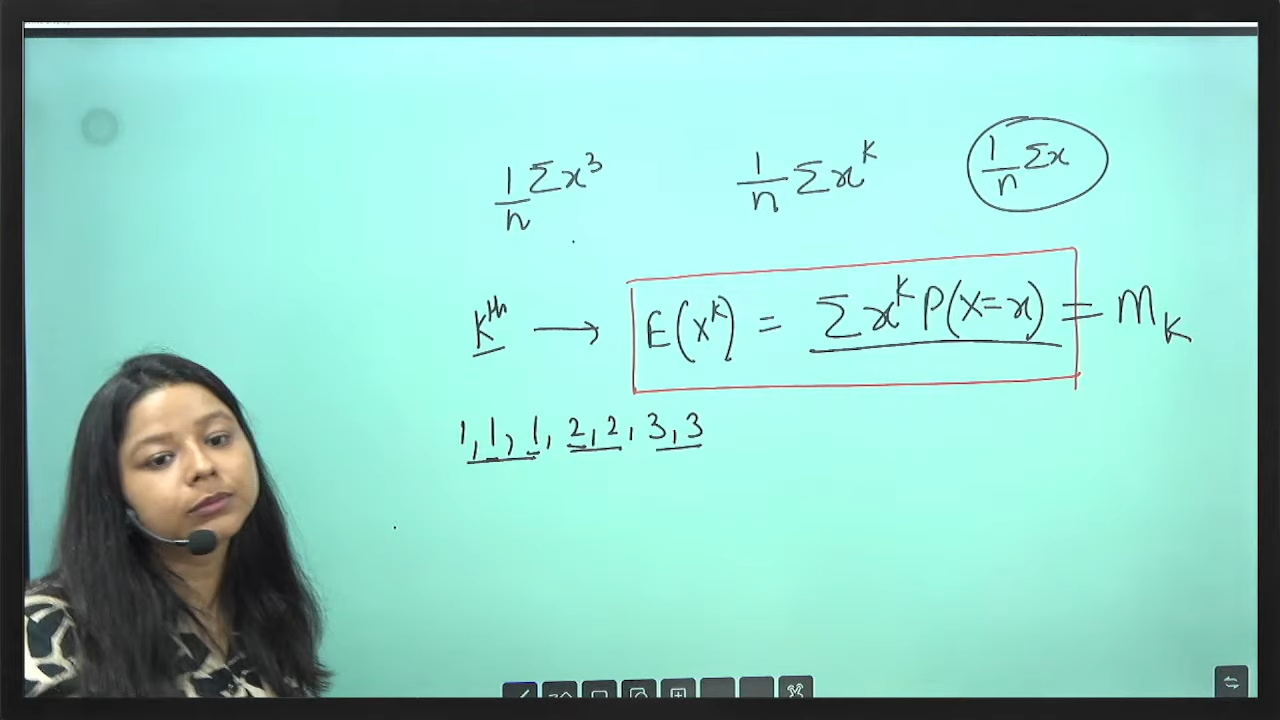 1/n Σx³ 1/n Σx^k 1/n Σx
K^th → E(X^k) = Σx^k P(X=x) = M_K
1, 1, 1, 2, 2, 3, 3